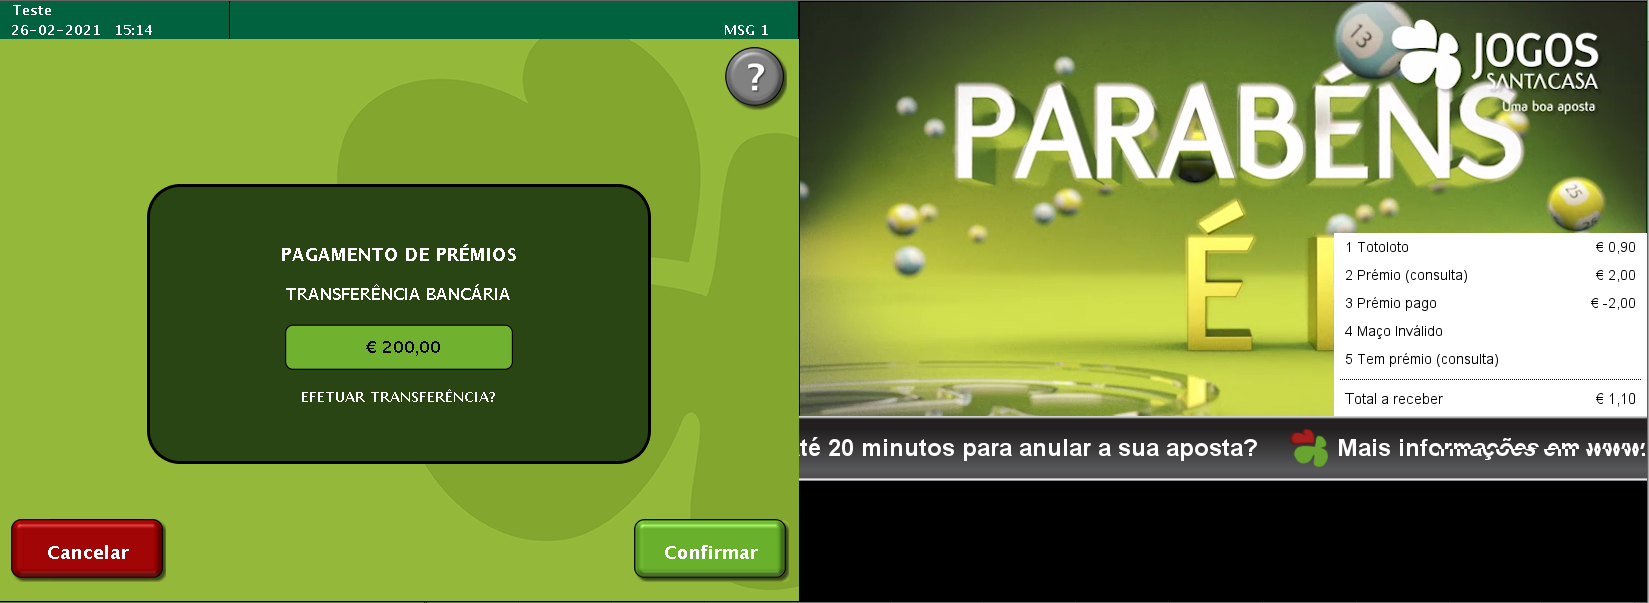 Teste
26-02-2021 15:14
MSG 1
?
PAGAMENTO DE PRÉMIOS
TRANSFERÊNCIA BANCÁRIA
€ 200,00
EFETUAR TRANSFERÊNCIA?
Cancelar
Confirmar
13
JOGOS
SANTACASA
Uma boa aposta
PARABÉNS
25
É
1 Totoloto € 0,90
2 Prémio (consulta) € 2,00
3 Prémio pago € -2,00
4 Maço Inválido
5 Tem prémio (consulta)
Total a receber € 1,10
té 20 minutos para anular a sua aposta? Mais informações em www.